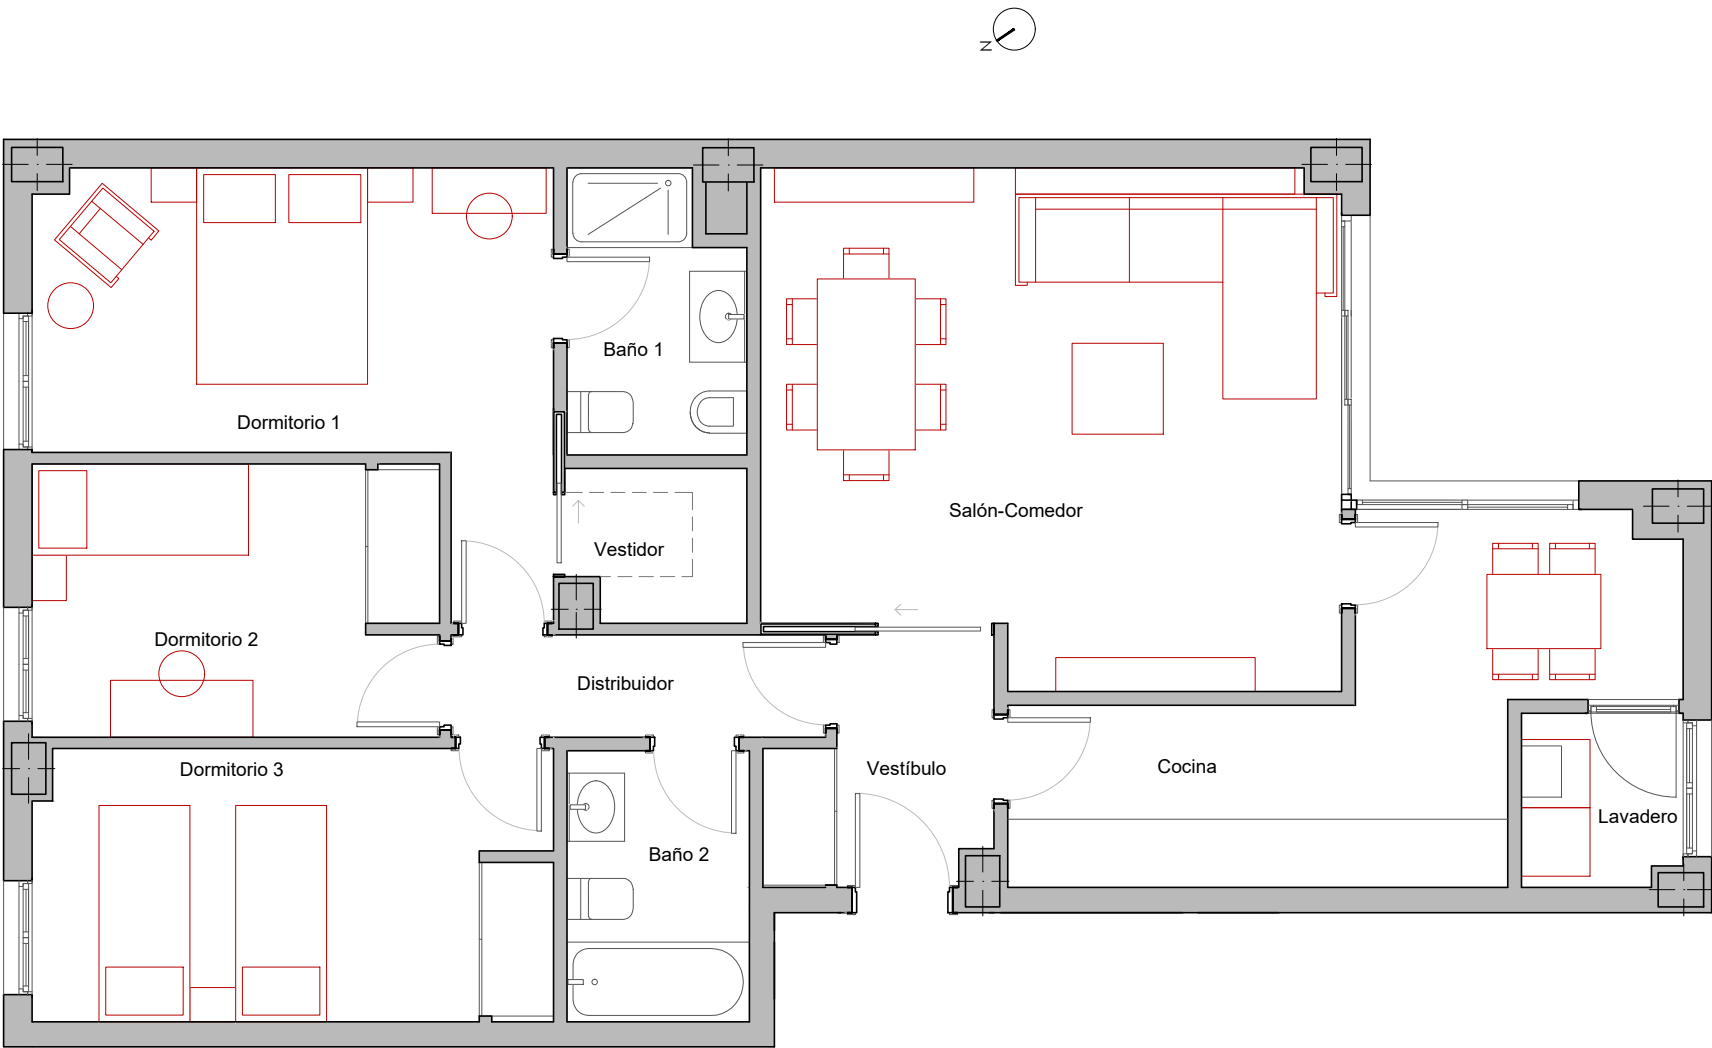 N
Baño 1
Dormitorio 1
Salón-Comedor
Vestidor
Dormitorio 2
Distribuidor
Dormitorio 3
Vestíbulo
Cocina
Lavadero
Baño 2